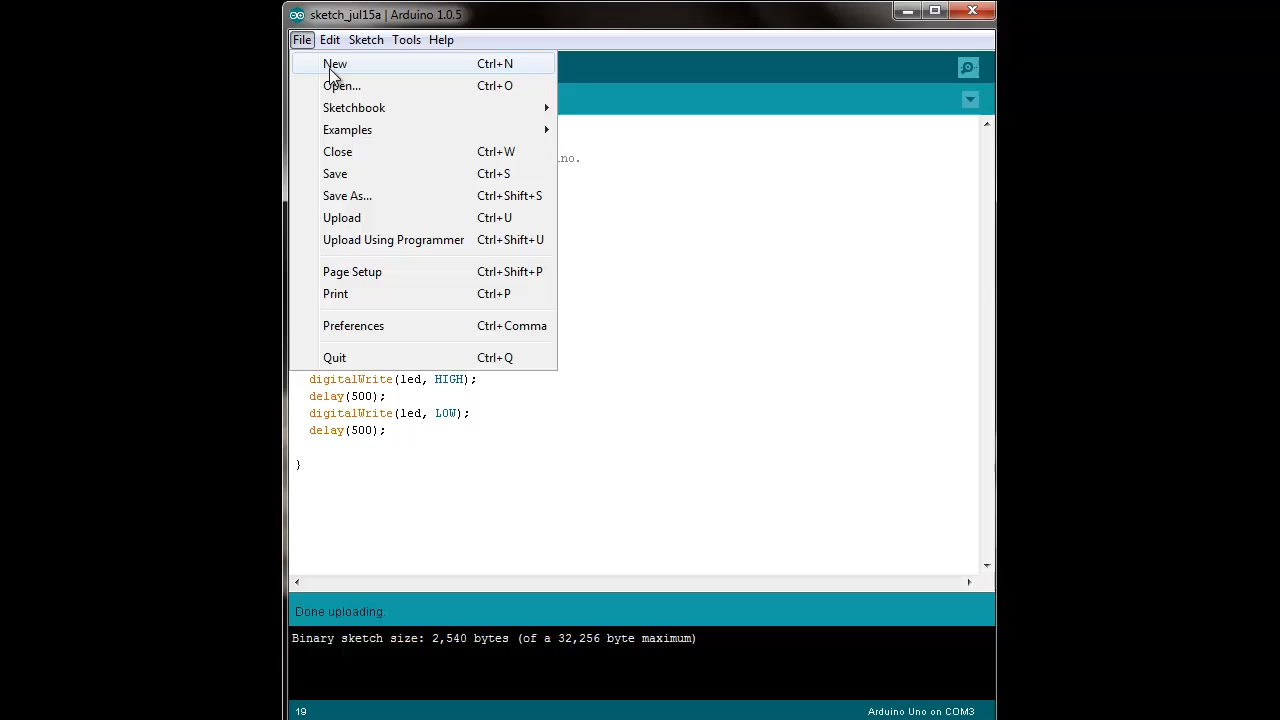 sketch_jul15a | Arduino 1.0.5
File Edit Sketch Tools Help
New Ctrl+N
Open... Ctrl+O
Sketchbook
Examples
Close Ctrl+W
no.
Save Ctrl+S
Save As... Ctrl+Shift+S
Upload Ctrl+U
Upload Using Programmer Ctrl+Shift+U
Page Setup Ctrl+Shift+P
Print Ctrl+P
Preferences Ctrl+Comma
Quit Ctrl+Q
digitalWrite(led, HIGH);
delay(500);
digitalWrite(led, LOW);
delay(500);
}
Done uploading.
Binary sketch size: 2,540 bytes (of a 32,256 byte maximum)
19 Arduino Uno on COM3